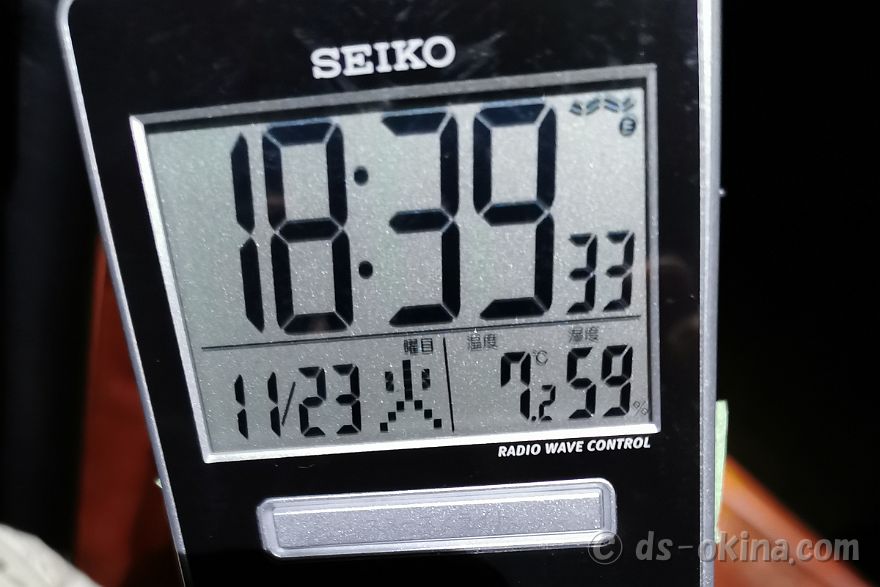 SEIKO
18:39 33
曜日 温度 湿度
11/23 火 7.2 ℃ 59 %
RADIO WAVE CONTROL
© ds-okina.com